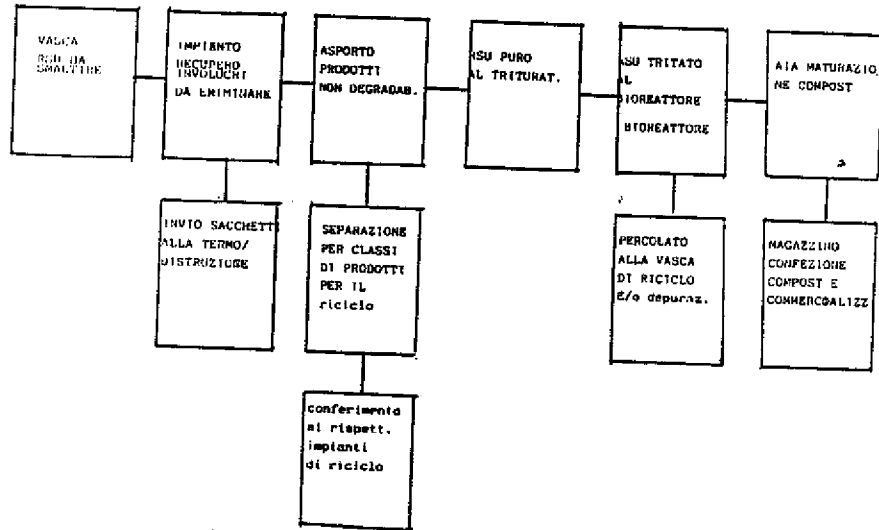 VASCA
RSU DA
SMALTIRE
IMPIANTO
RECUPERO
INVOLUCRI
DA ELIMINARE
ASPORTO
PRODOTTI
NON DEGRADAB.
RSU PURO
AL TRITURAT.
RSU TRITATO
AL
BIOREATTORE
BIOREATTORE
AIA MATURAZIO
NE COMPOST
INVIO SACCHETT
ALLA TERMO/
DISTRUZIONE
SEPARAZIONE
PER CLASSI
DI PRODOTTI
PER IL
riciclo
PERCOLATO
ALLA VASCA
DI RICICLO
E/o depuraz.
MAGAZZINO
CONFEZIONE
COMPOST E
COMMERCOALIZZ
conferimento
ai rispett.
impianti
di riciclo